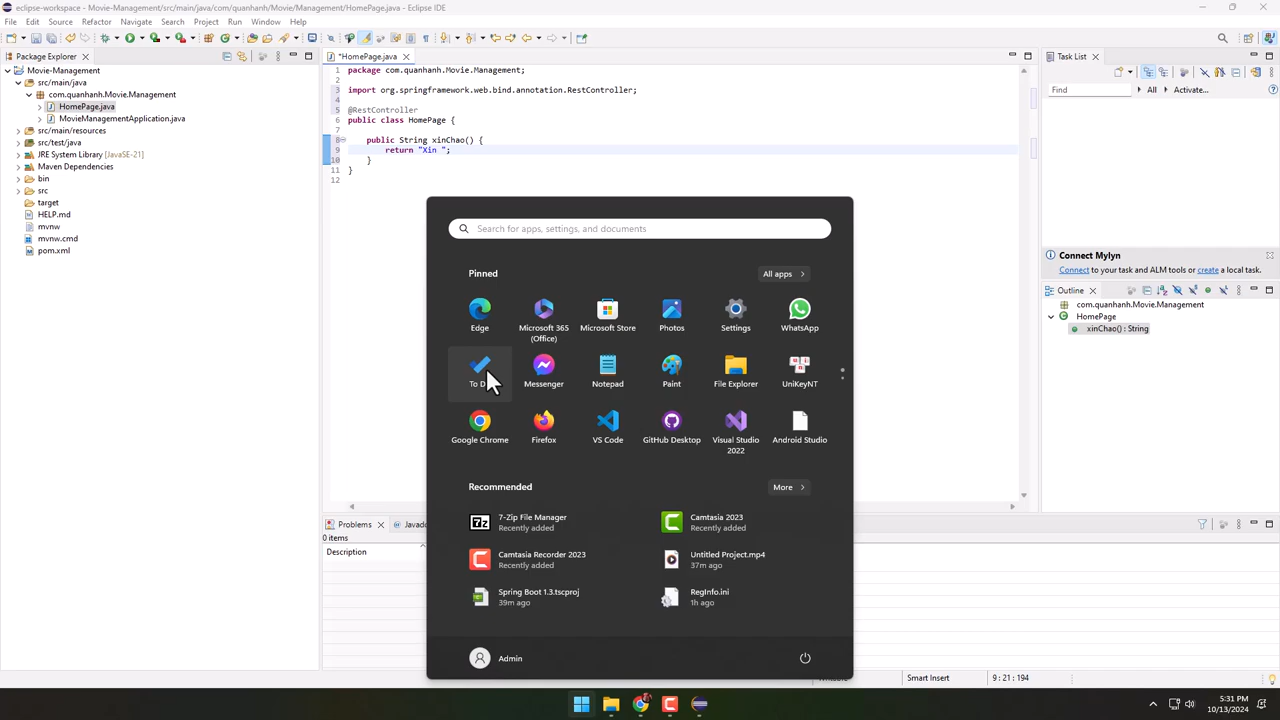 eclipse-workspace - Movie-Management/src/main/java/com/quanhanh/Movie/Management/HomePage.java - Eclipse IDE
File Edit Source Refactor Navigate Search Project Run Window Help
Package Explorer
Movie-Management
src/main/java
com.quanhanh.Movie.Management
HomePage.java
MovieManagementApplication.java
src/main/resources
src/test/java
JRE System Library [JavaSE-21]
Maven Dependencies
bin
src
target
HELP.md
mvnw
mvnw.cmd
pom.xml
*HomePage.java
1 package com.quanhanh.Movie.Management;
2
3 import org.springframework.web.bind.annotation.RestController;
4
5 @RestController
6 public class HomePage {
7
8 public String xinChao() {
9 return "Xin ";
10 }
11 }
12
Task List
Find
All
Activate...
Connect Mylyn
Connect to your task and ALM tools or create a local task.
Outline
com.quanhanh.Movie.Management
HomePage
xinChao() : String
Search for apps, settings, and documents
Pinned
All apps
Edge
Microsoft 365 (Office)
Microsoft Store
Photos
Settings
WhatsApp
To D
Messenger
Notepad
Paint
File Explorer
UniKeyNT
Google Chrome
Firefox
VS Code
GitHub Desktop
Visual Studio 2022
Android Studio
Recommended
More
7-Zip File Manager
Recently added
Camtasia 2023
Recently added
Camtasia Recorder 2023
Recently added
Untitled Project.mp4
37m ago
Spring Boot 1.3.tscproj
39m ago
RegInfo.ini
1h ago
Admin
Problems
Javado
0 items
Description
Smart Insert
9 : 21 : 194
5:31 PM
10/13/2024